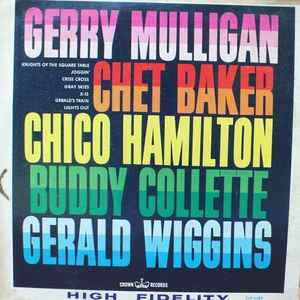 GERRY MULLIGAN
KNIGHTS OF THE SQUARE TABLE
JOGGIN'
CRISS CROSS
GRAY SKIES
X-IS
GERALD'S TRAIN
LIGHTS OUT
CHET BAKER
CHICO HAMILTON
BUDDY COLLETTE
GERALD WIGGINS
CROWN RECORDS
HIGH FIDELITY